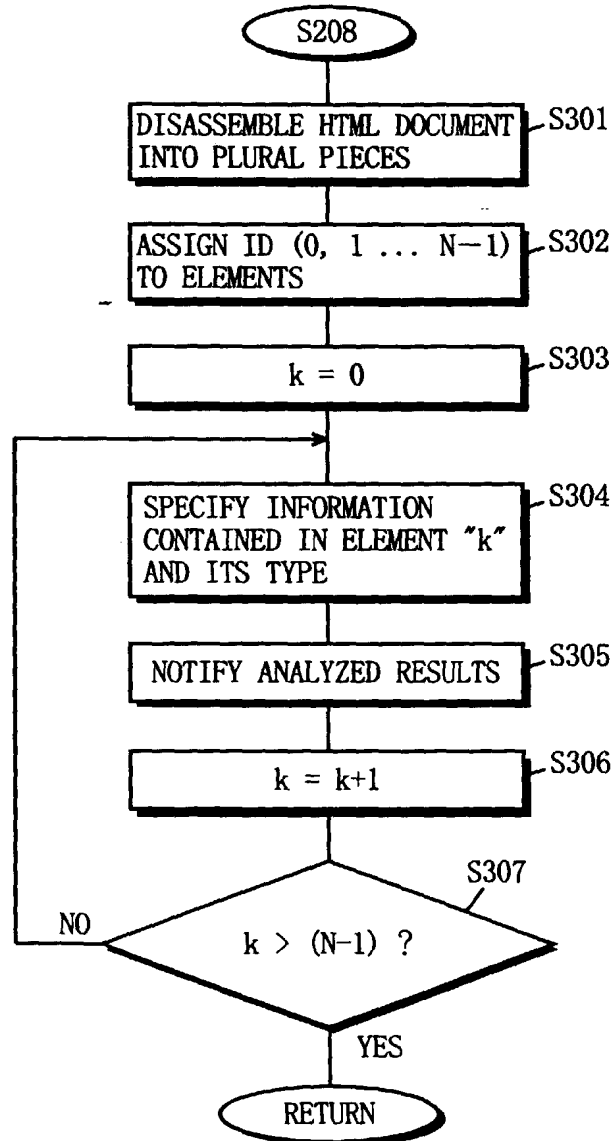 S208
DISASSEMBLE HTML DOCUMENT
INTO PLURAL PIECES
S301
ASSIGN ID (0, 1 ... N-1)
TO ELEMENTS
S302
k = 0
S303
SPECIFY INFORMATION
CONTAINED IN ELEMENT "k"
AND ITS TYPE
S304
NOTIFY ANALYZED RESULTS
S305
k = k+1
S306
S307
k > (N-1) ?
NO
YES
RETURN